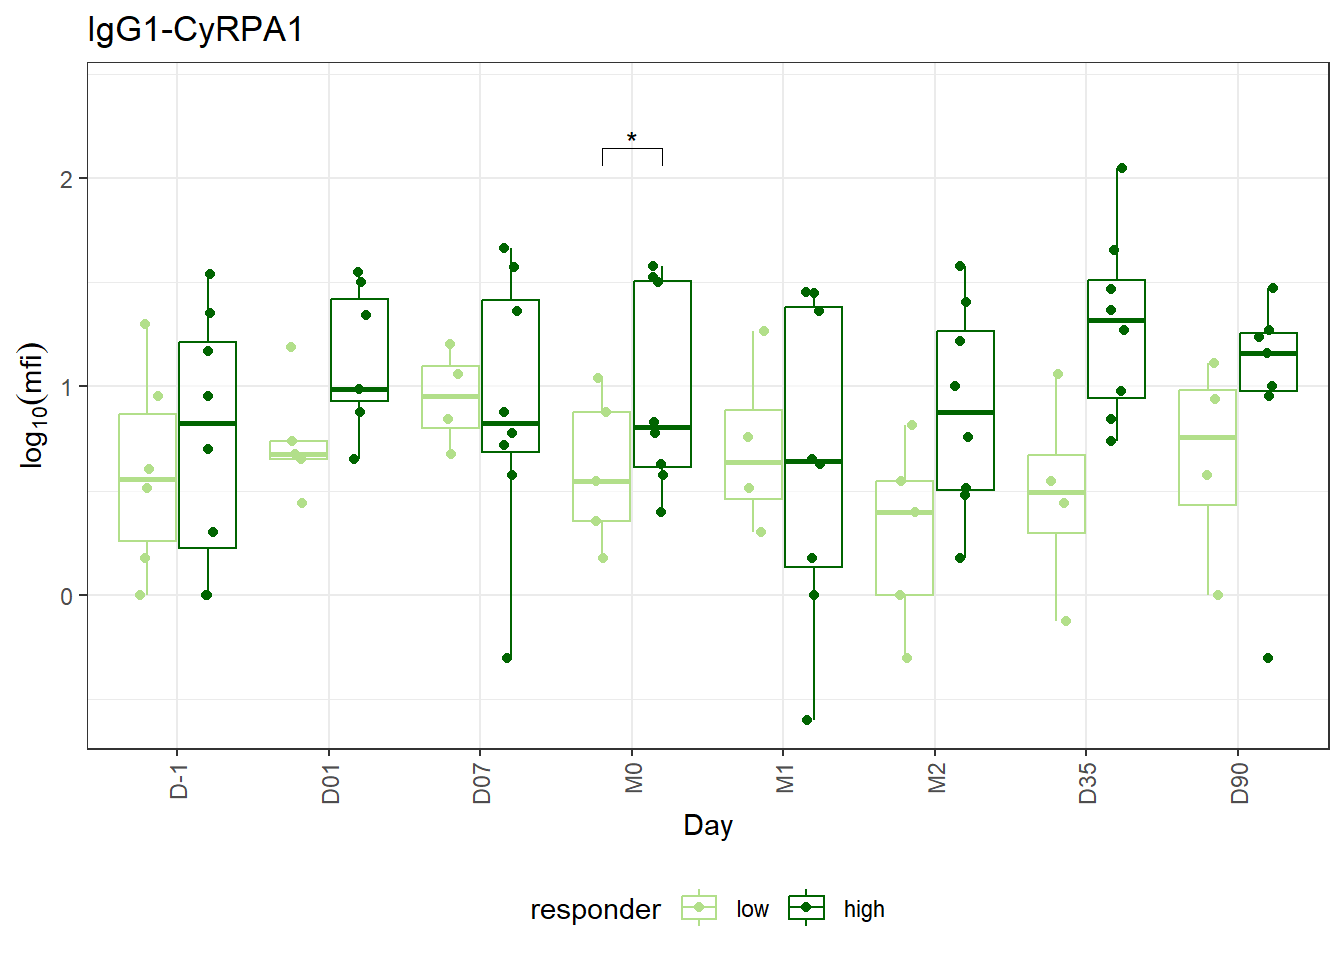 IgG1-CyRPA1
*
log10(mfi)
2
1
0
D-1 D01 D07 M0 M1 M2 D35 D90
Day
responder low high